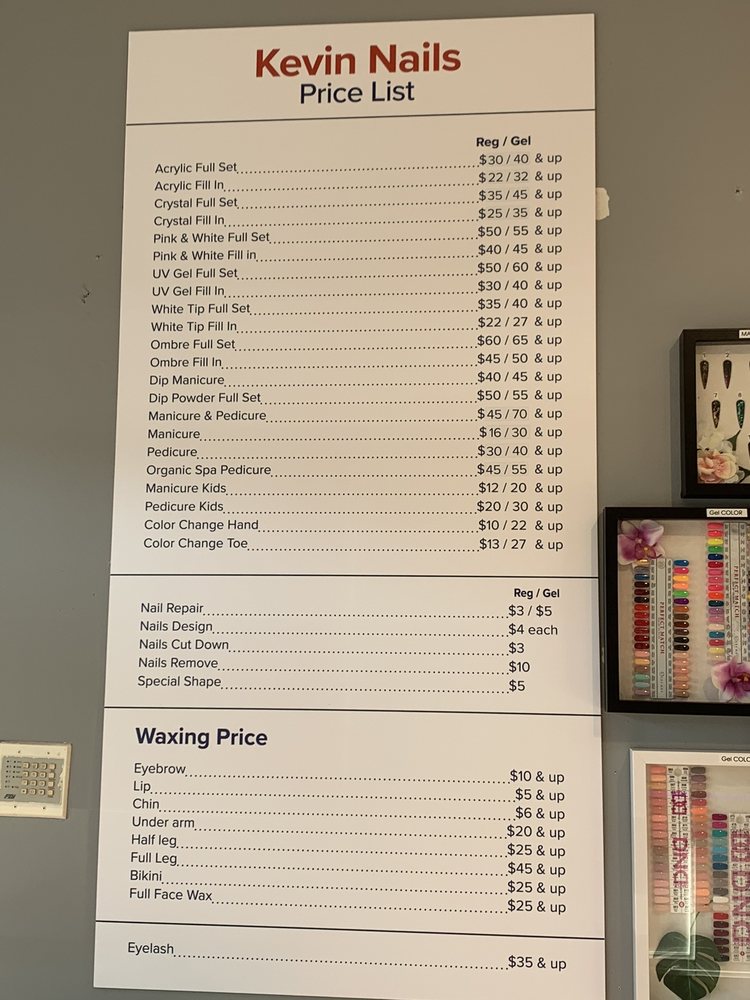 Kevin Nails
Price List
Reg / Gel
Acrylic Full Set $30 / 40 & up
Acrylic Fill In $22 / 32 & up
Crystal Full Set $35 / 45 & up
Crystal Fill In $25 / 35 & up
Pink & White Full Set $50 / 55 & up
Pink & White Fill in $40 / 45 & up
UV Gel Full Set $50 / 60 & up
UV Gel Fill In $30 / 40 & up
White Tip Full Set $35 / 40 & up
White Tip Fill In $22 / 27 & up
Ombre Full Set $60 / 65 & up
Ombre Fill In $45 / 50 & up
Dip Manicure $40 / 45 & up
Dip Powder Full Set $50 / 55 & up
Manicure & Pedicure $45 / 70 & up
Manicure $16 / 30 & up
Pedicure $30 / 40 & up
Organic Spa Pedicure $45 / 55 & up
Manicure Kids $12 / 20 & up
Pedicure Kids $20 / 30 & up
Color Change Hand $10 / 22 & up
Color Change Toe $13 / 27 & up
Reg / Gel
Nail Repair $3 / $5
Nails Design $4 each
Nails Cut Down $3
Nails Remove $10
Special Shape $5
Waxing Price
Eyebrow $10 & up
Lip $5 & up
Chin $6 & up
Under arm $20 & up
Half leg $25 & up
Full Leg $45 & up
Bikini $25 & up
Full Face Wax $25 & up
Eyelash $35 & up
Gel COLOR
PERFECT MATCH
PERFECT MATCH
DND